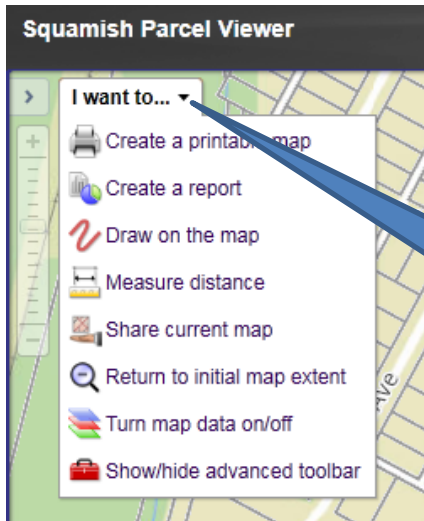 Squamish Parcel Viewer
I want to...
Create a printable map
Create a report
Draw on the map
Measure distance
Share current map
Return to initial map extent
Turn map data on/off
Show/hide advanced toolbar
Ave